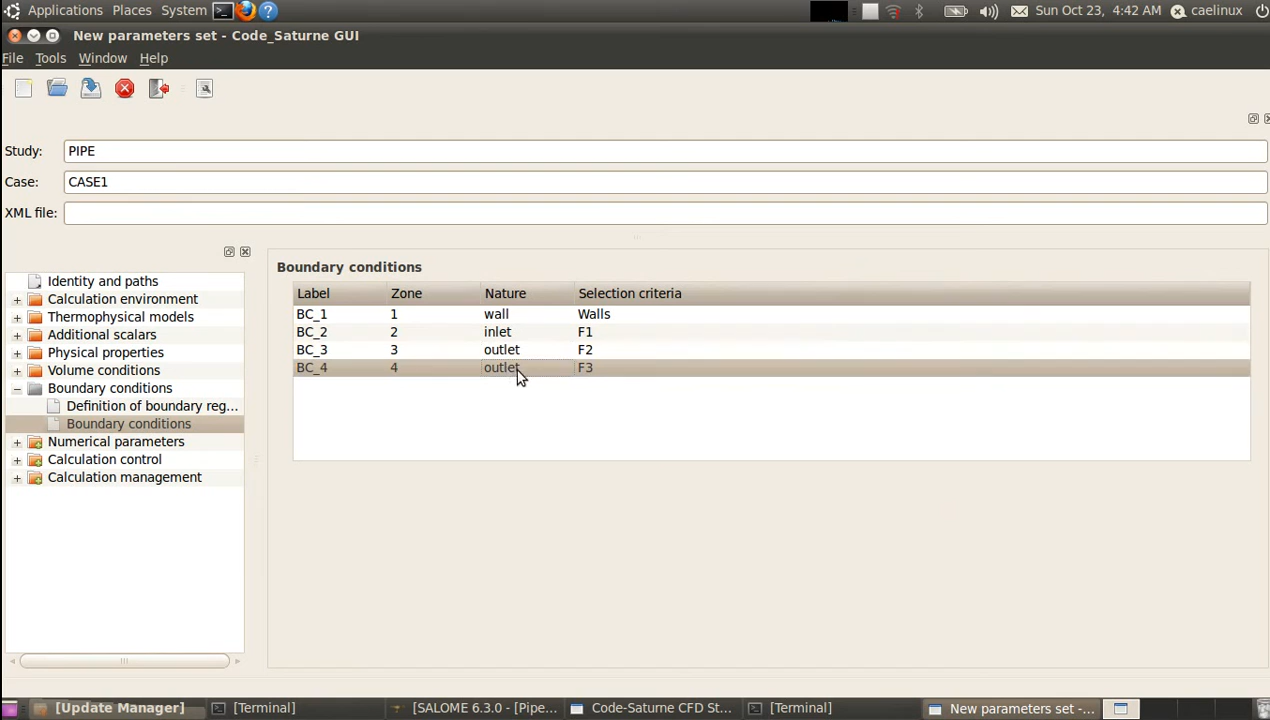 Applications Places System Sun Oct 23, 4:42 AM caelinux
New parameters set - Code_Saturne GUI
File Tools Window Help
Study: PIPE
Case: CASE1
XML file:
Identity and paths
Calculation environment
Thermophysical models
Additional scalars
Physical properties
Volume conditions
Boundary conditions
Definition of boundary reg...
Boundary conditions
Numerical parameters
Calculation control
Calculation management
Boundary conditions
Label Zone Nature Selection criteria
BC_1 1 wall Walls
BC_2 2 inlet F1
BC_3 3 outlet F2
BC_4 4 outlet F3
[Update Manager] [Terminal] [SALOME 6.3.0 - [Pipe... Code-Saturne CFD St... [Terminal] New parameters set -...